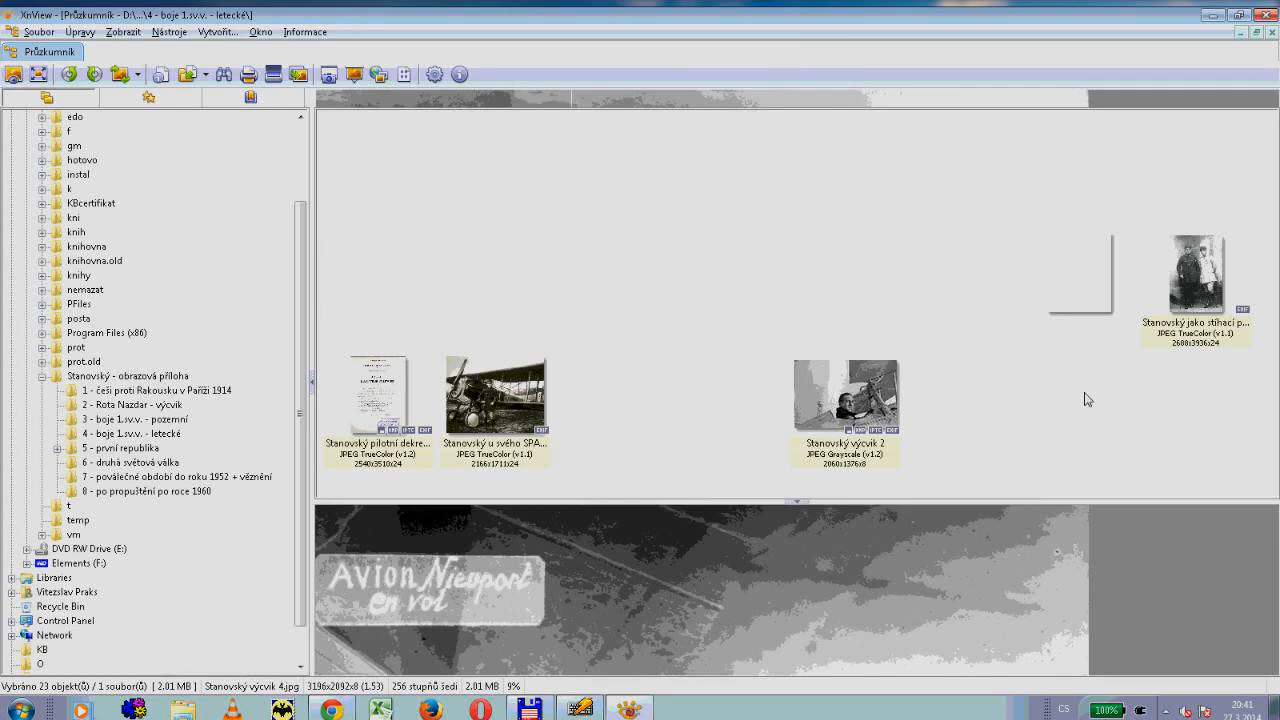 XnView - [Průzkumník - D:\...\4 - boje 1.sv.v. - letecké\]
Soubor Úpravy Zobrazit Nástroje Vytvořit... Okno Informace
Průzkumník
edo
f
gm
hotovo
instal
k
KBcertifikat
kni
knih
knihovna
knihovna.old
knihy
nemazat
PFiles
posta
Program Files (x86)
prot
prot.old
Stanovský - obrazová příloha
1 - češi proti Rakousku v Paříži 1914
2 - Rota Nazdar - výcvik
3 - boje 1.sv.v. - pozemní
4 - boje 1.sv.v. - letecké
5 - první republika
6 - druhá světová válka
7 - poválečné období do roku 1952 + věznění
8 - po propuštění po roce 1960
t
temp
vm
DVD RW Drive (E:)
Elements (F:)
Libraries
Vitezslav Praks
Recycle Bin
Control Panel
Network
KB
O
EXIF
Stanovský jako stíhací p...
JPEG TrueColor (v1.1)
2688x3936x24
XMP IPTC EXIF
Stanovský pilotní dekre...
JPEG TrueColor (v1.2)
2540x3510x24
EXIF
Stanovský u svého SPA...
JPEG TrueColor (v1.1)
2166x1711x24
XMP IPTC EXIF
Stanovský výcvik 2
JPEG Grayscale (v1.2)
2060x1376x8
Avion Nieuport
en vol
Vybráno 23 objekt(ů) / 1 soubor(ů) [ 2.01 MB ] Stanovský výcvik 4.jpg 3196x2092x8 (1.53) 256 stupňů šedi 2.01 MB 9%
CS 100% 20:41
27.3.2014